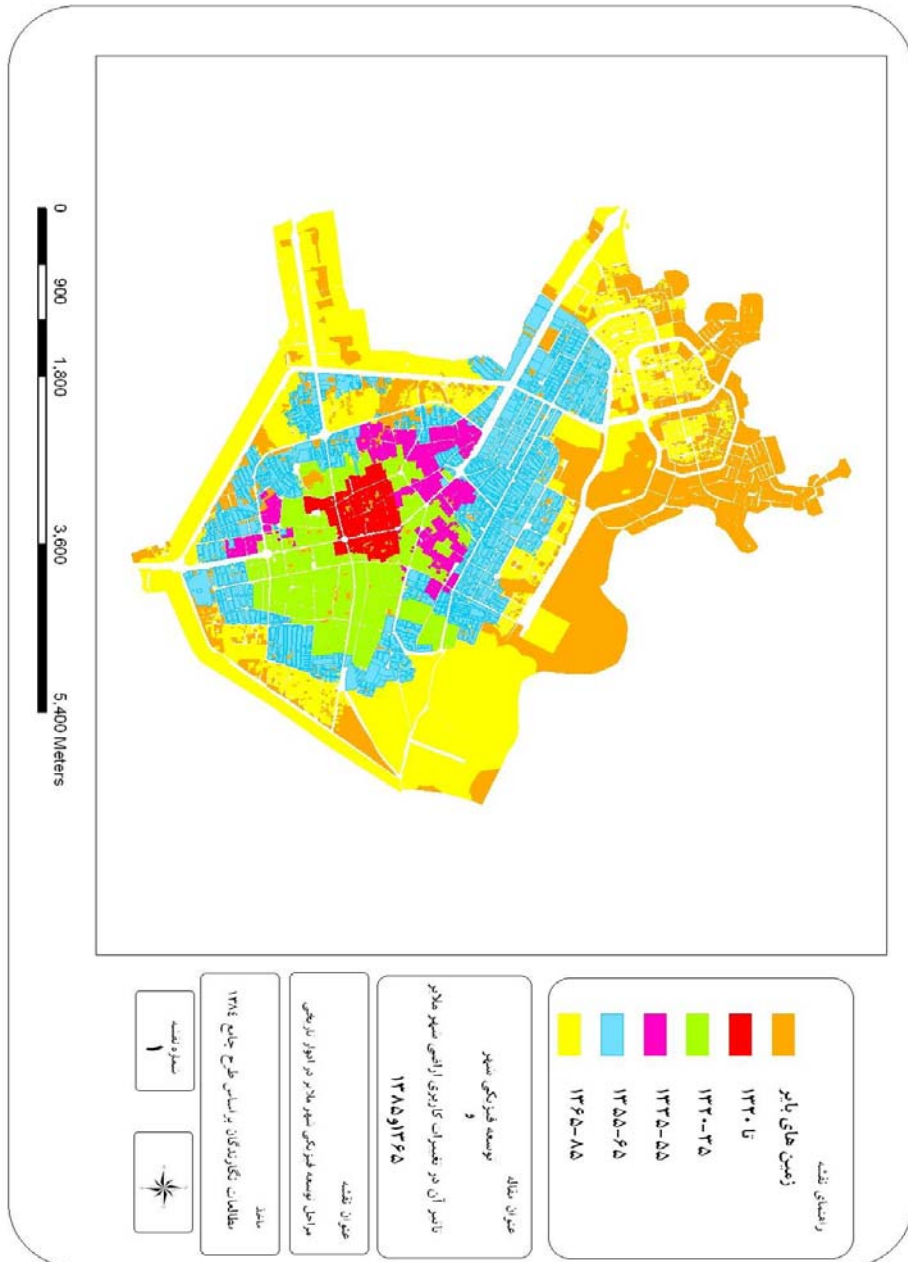 راهنمای نقشه
زمین های بایر
تا ۱۳۲۰
۱۳۲۰-۳۵
۱۳۳۵-۵۵
۱۳۵۵-۶۵
۱۳۶۵-۸۵
عنوان مقاله
توسعه فیزیکی شهر
و
تاثیر آن در تغییرات کاربری اراضی شهر ملایر
۱۳۶۵و۱۳۸۵
عنوان نقشه
مراحل توسعه فیزیکی شهر ملایر در ادوار تاریخی
ماخذ
مطالعات نگارندگان براساس طرح جامع ۱۳۸۴
شماره نقشه
۱
0 900 1,800 3,600 5,400 Meters